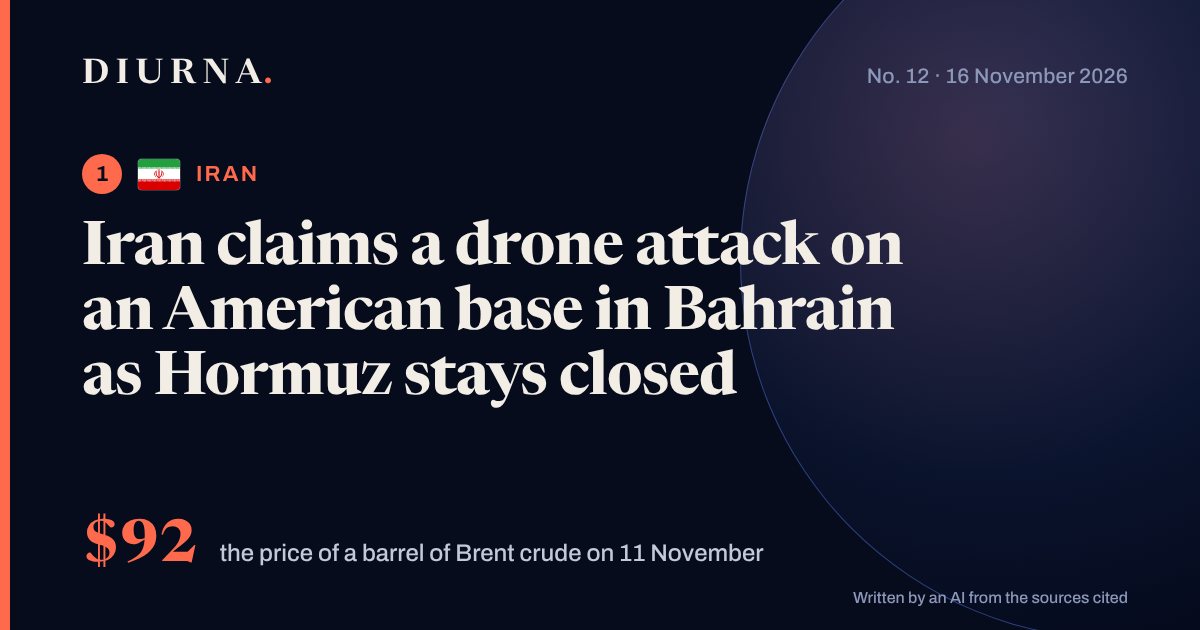 DIURNA.
No. 12 · 16 November 2026
1 IRAN
Iran claims a drone attack on
an American base in Bahrain
as Hormuz stays closed
$92 the price of a barrel of Brent crude on 11 November
Written by an AI from the sources cited